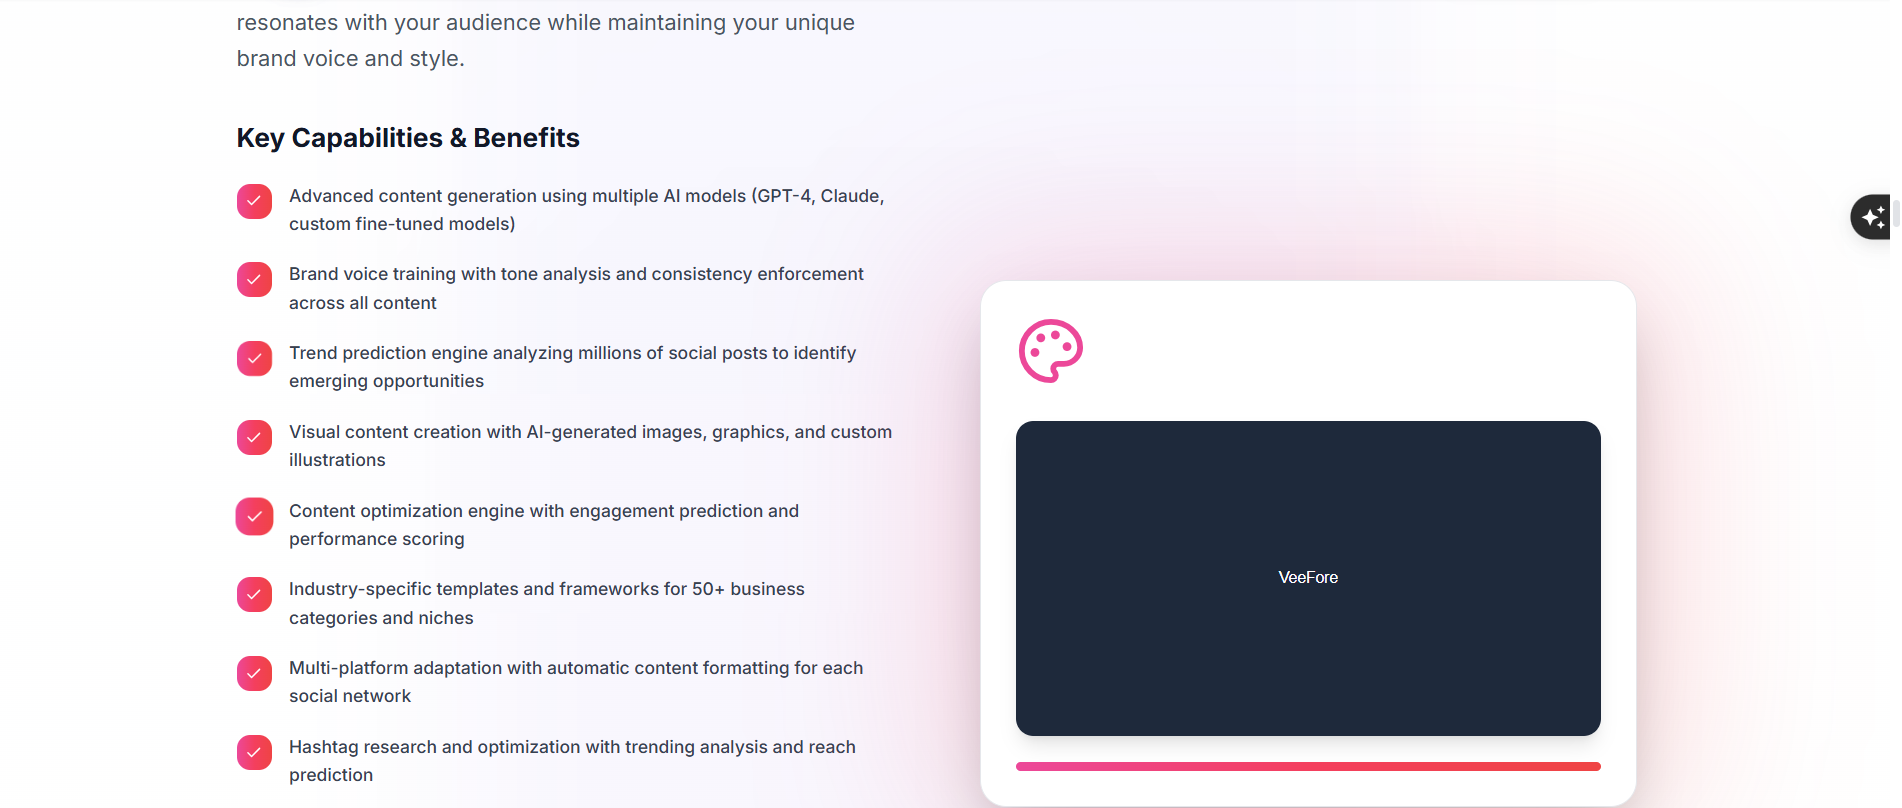 resonates with your audience while maintaining your unique
brand voice and style.
Key Capabilities & Benefits
Advanced content generation using multiple AI models (GPT-4, Claude,
custom fine-tuned models)
Brand voice training with tone analysis and consistency enforcement
across all content
Trend prediction engine analyzing millions of social posts to identify
emerging opportunities
Visual content creation with AI-generated images, graphics, and custom
illustrations
Content optimization engine with engagement prediction and
performance scoring
Industry-specific templates and frameworks for 50+ business
categories and niches
Multi-platform adaptation with automatic content formatting for each
social network
Hashtag research and optimization with trending analysis and reach
prediction
VeeFore